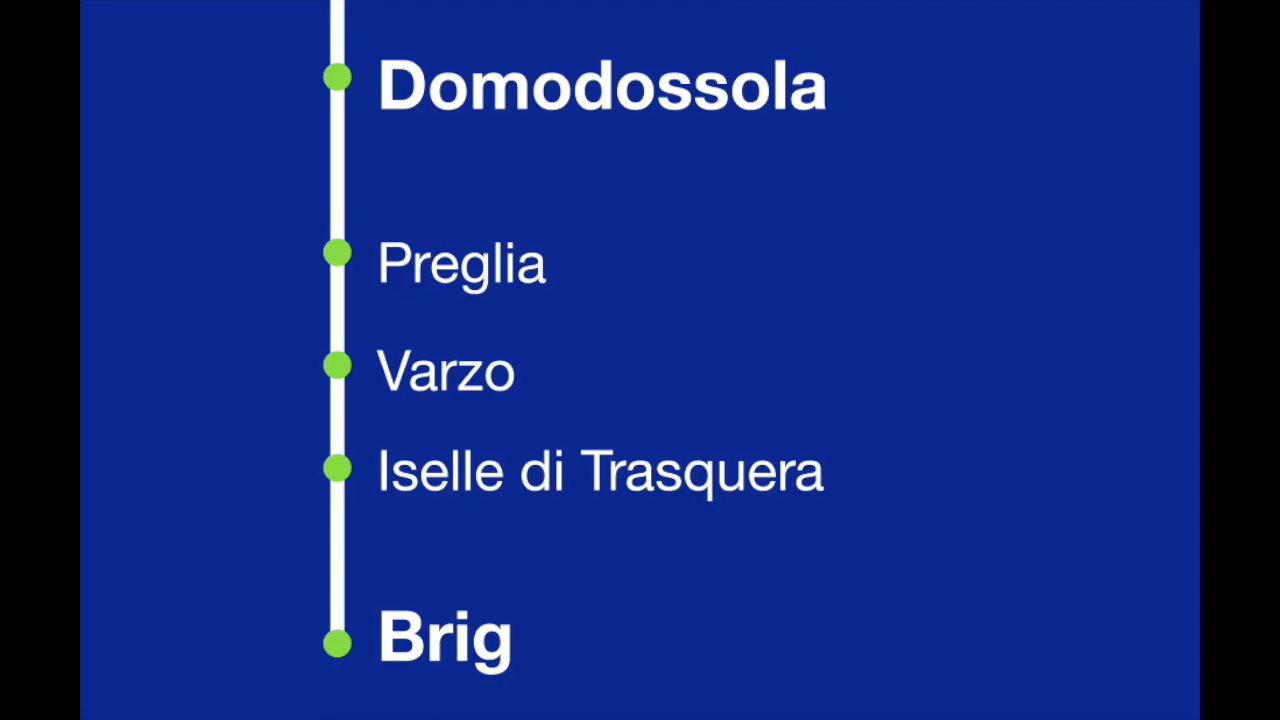 Domodossola
Preglia
Varzo
Iselle di Trasquera
Brig